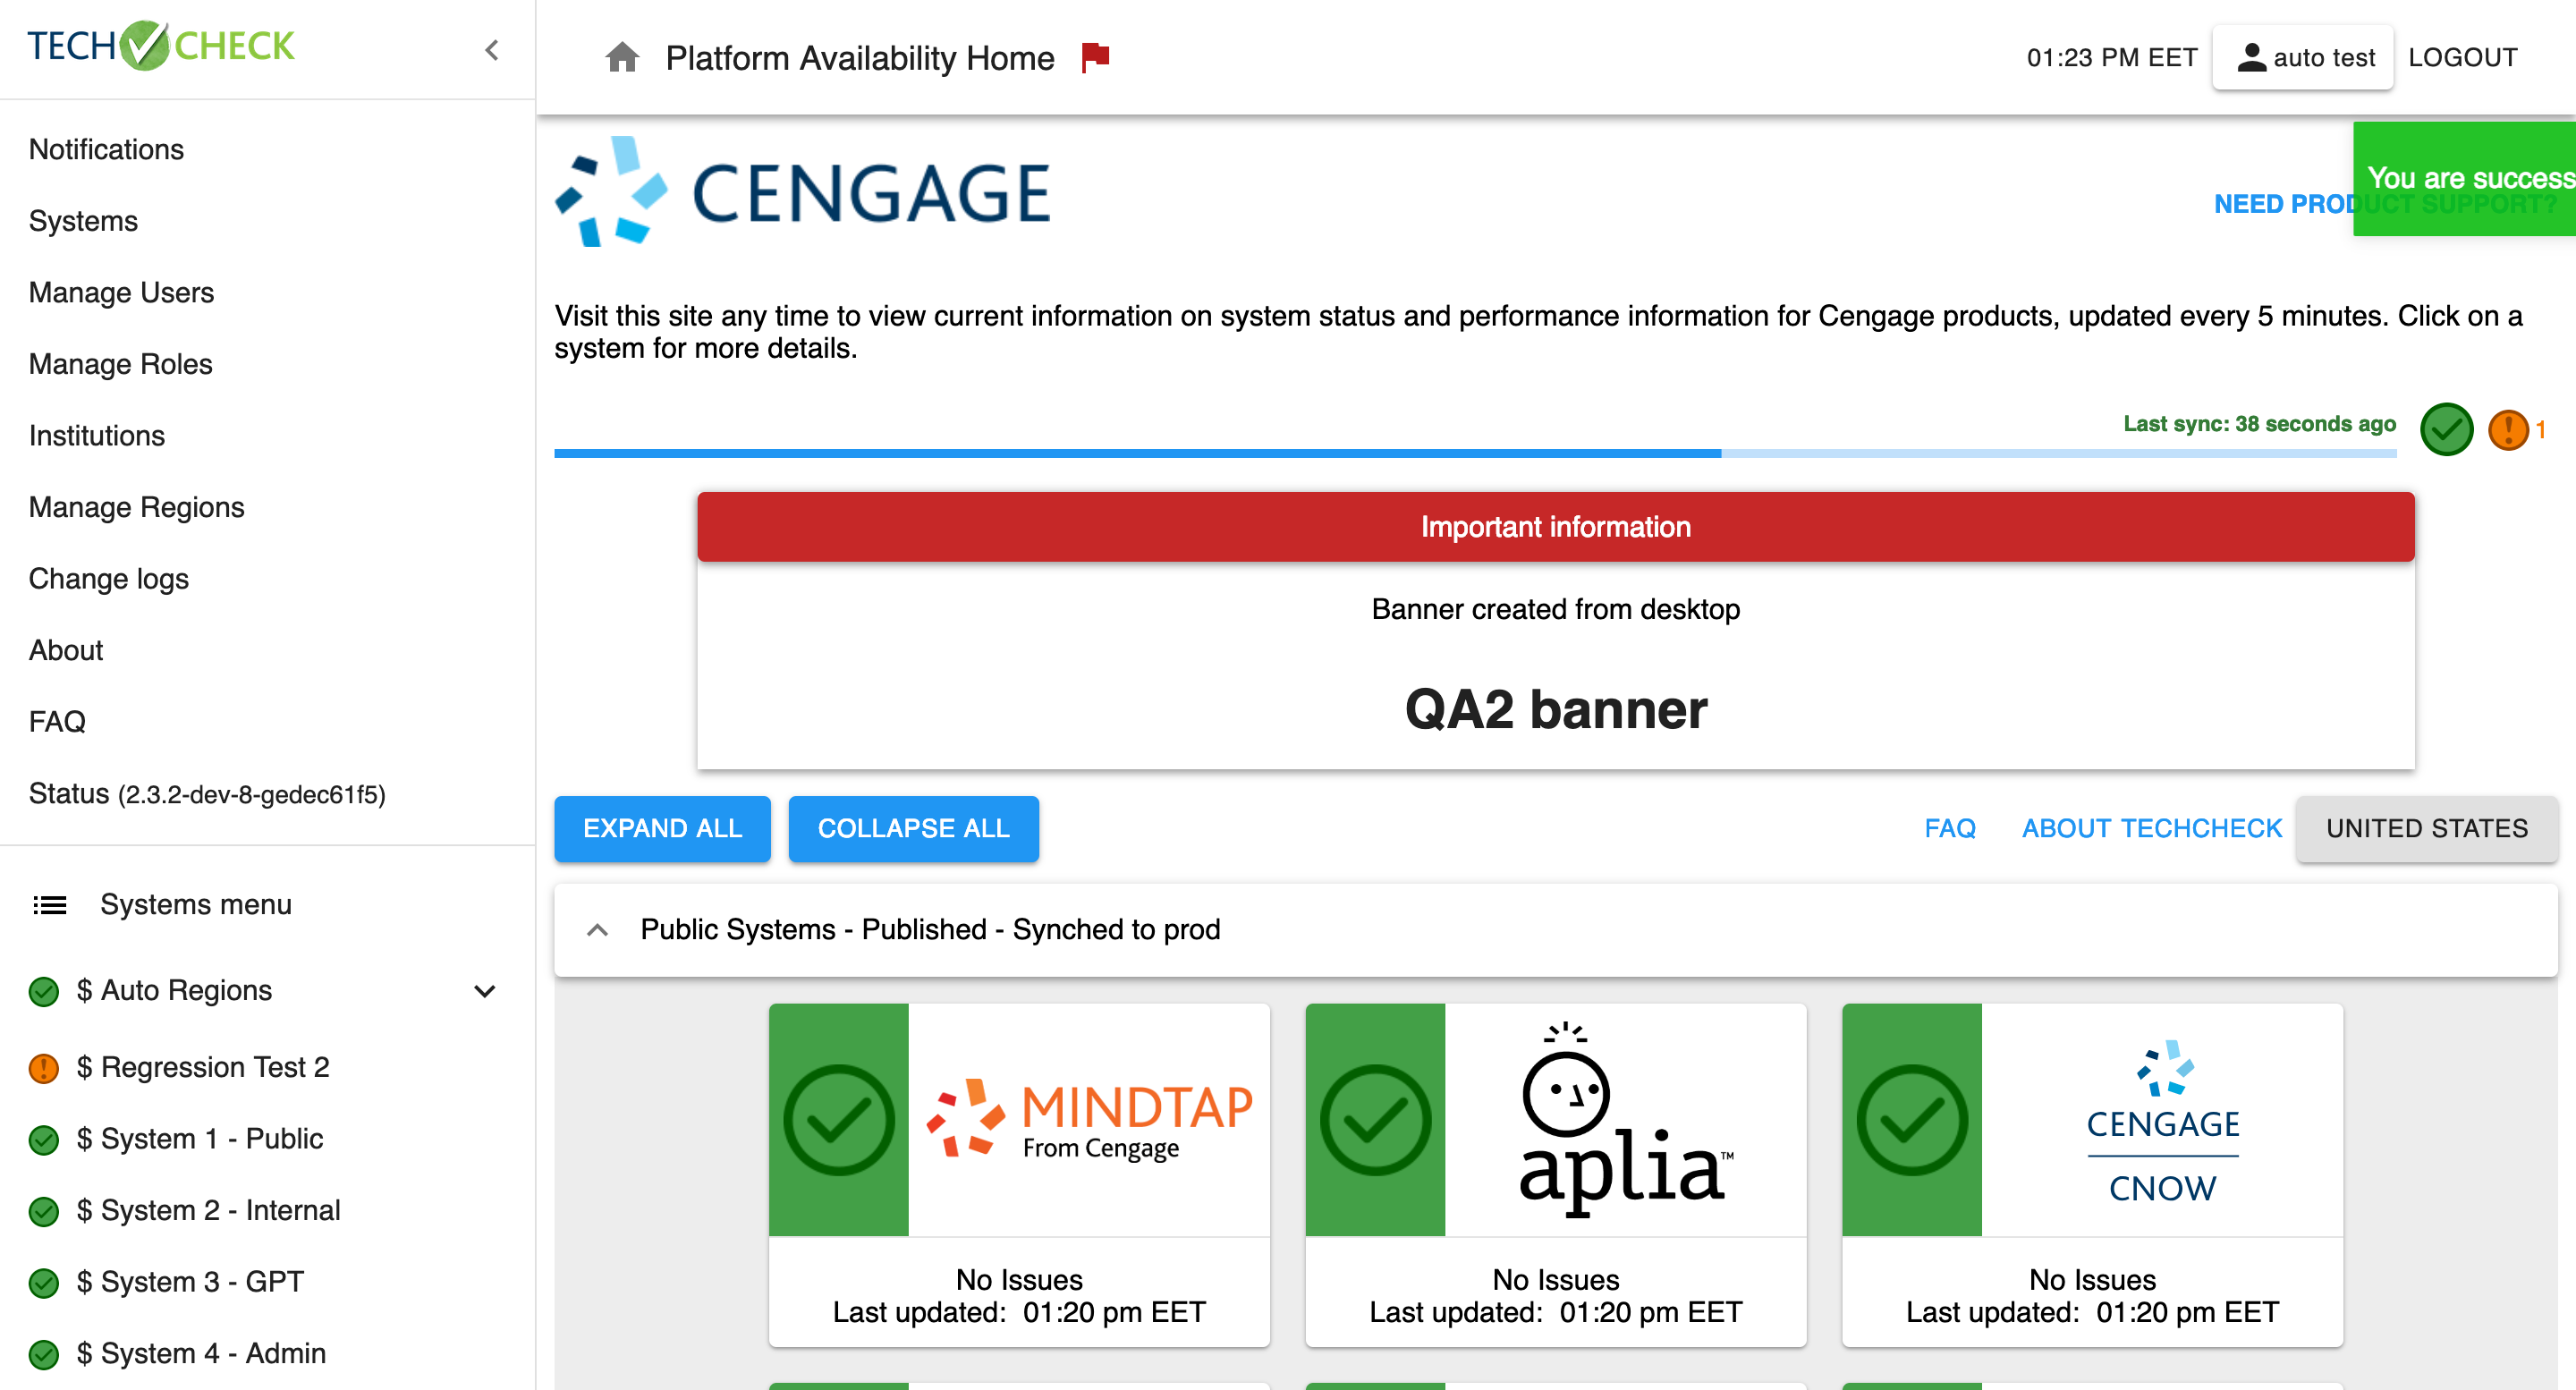 TECH CHECK
Notifications
Systems
Manage Users
Manage Roles
Institutions
Manage Regions
Change logs
About
FAQ
Status (2.3.2-dev-8-gedec61f5)
Systems menu
$ Auto Regions
$ Regression Test 2
$ System 1 - Public
$ System 2 - Internal
$ System 3 - GPT
$ System 4 - Admin
Platform Availability Home
01:23 PM EET
auto test
LOGOUT
CENGAGE
You are success
NEED PRODUCT SUPPORT?
Visit this site any time to view current information on system status and performance information for Cengage products, updated every 5 minutes. Click on a
system for more details.
Last sync: 38 seconds ago
1
Important information
Banner created from desktop
QA2 banner
EXPAND ALL
COLLAPSE ALL
FAQ
ABOUT TECHCHECK
UNITED STATES
Public Systems - Published - Synched to prod
MINDTAP
From Cengage
No Issues
Last updated: 01:20 pm EET
aplia™
No Issues
Last updated: 01:20 pm EET
CENGAGE
CNOW
No Issues
Last updated: 01:20 pm EET